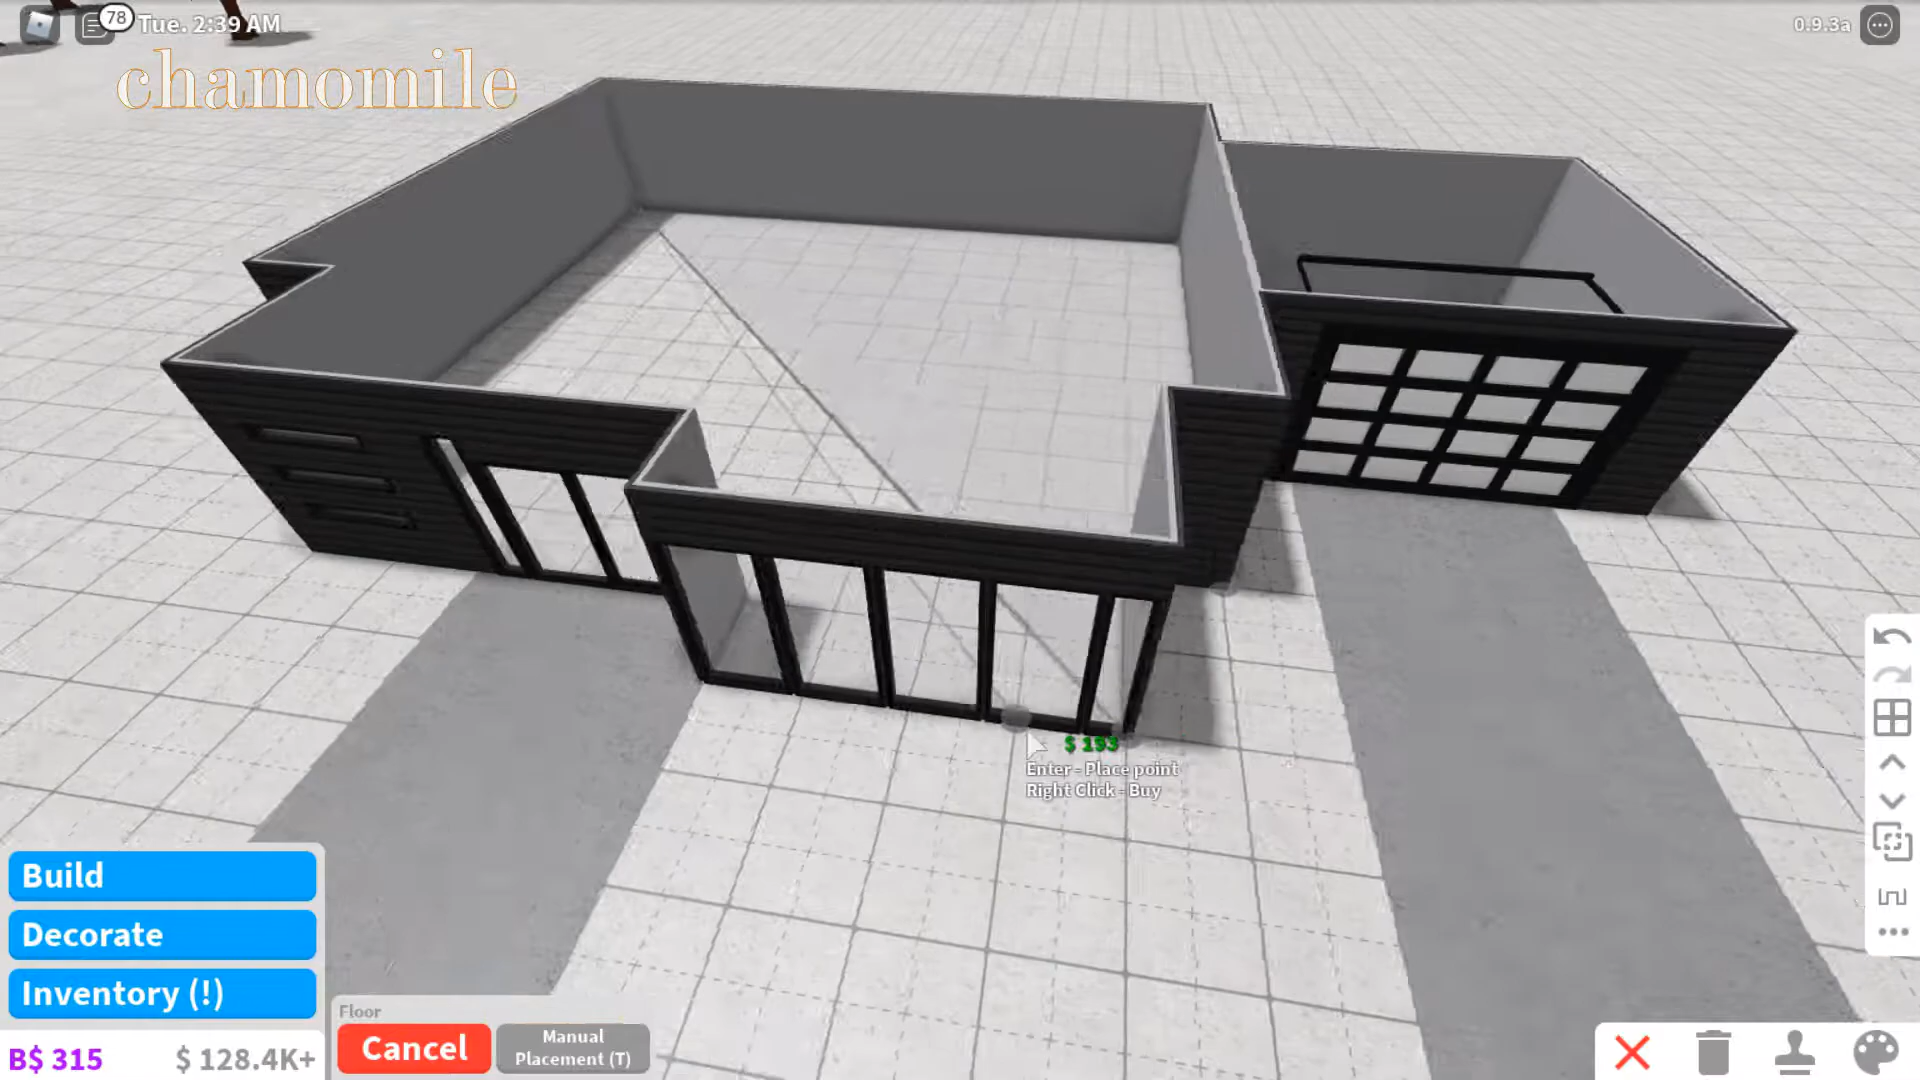 78
Tue. 2:39 AM
0.9.3a
chamomile
$ 193
Enter - Place point
Right Click - Buy
Build
Decorate
Inventory (!)
B$ 315
$ 128.4K+
Floor
Cancel
Manual
Placement (T)